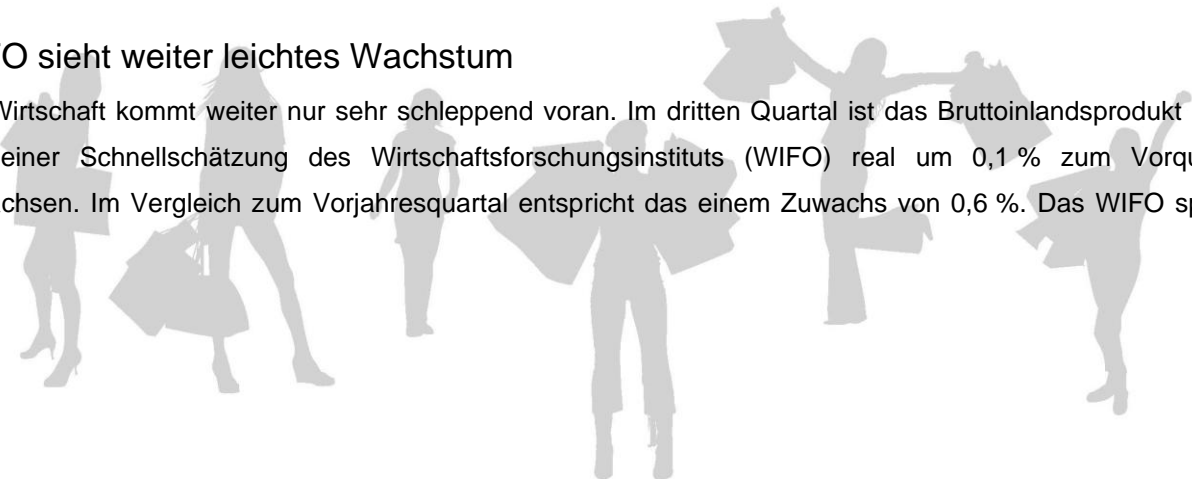 O sieht weiter leichtes Wachstum
Wirtschaft kommt weiter nur sehr schleppend voran. Im dritten Quartal ist das Bruttoinlandsprodukt
einer Schnellschätzung des Wirtschaftsforschungsinstituts (WIFO) real um 0,1 % zum Vorqu
chsen. Im Vergleich zum Vorjahresquartal entspricht das einem Zuwachs von 0,6 %. Das WIFO sp